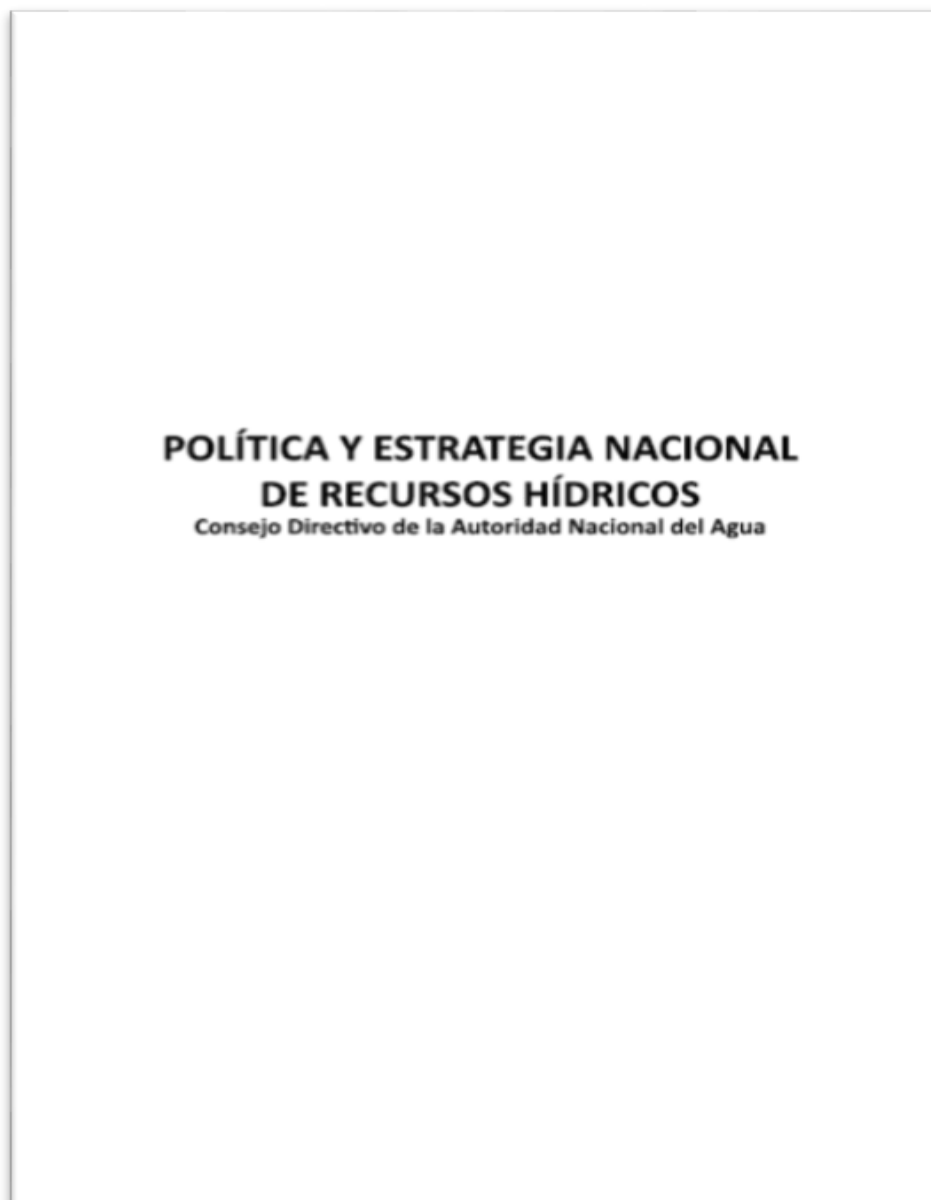 POLÍTICA Y ESTRATEGIA NACIONAL
DE RECURSOS HÍDRICOS
Consejo Directivo de la Autoridad Nacional del Agua